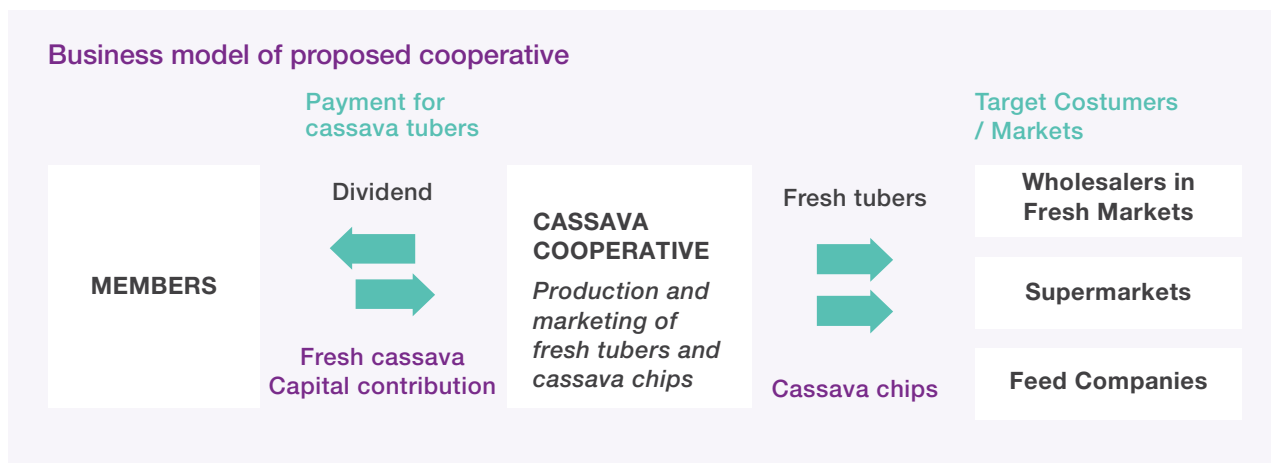 Business model of proposed cooperative
Payment for
cassava tubers
Target Costumers
/ Markets
MEMBERS
Dividend
Fresh cassava
Capital contribution
CASSAVA
COOPERATIVE
Production and
marketing of
fresh tubers and
cassava chips
Fresh tubers
Cassava chips
Wholesalers in
Fresh Markets
Supermarkets
Feed Companies